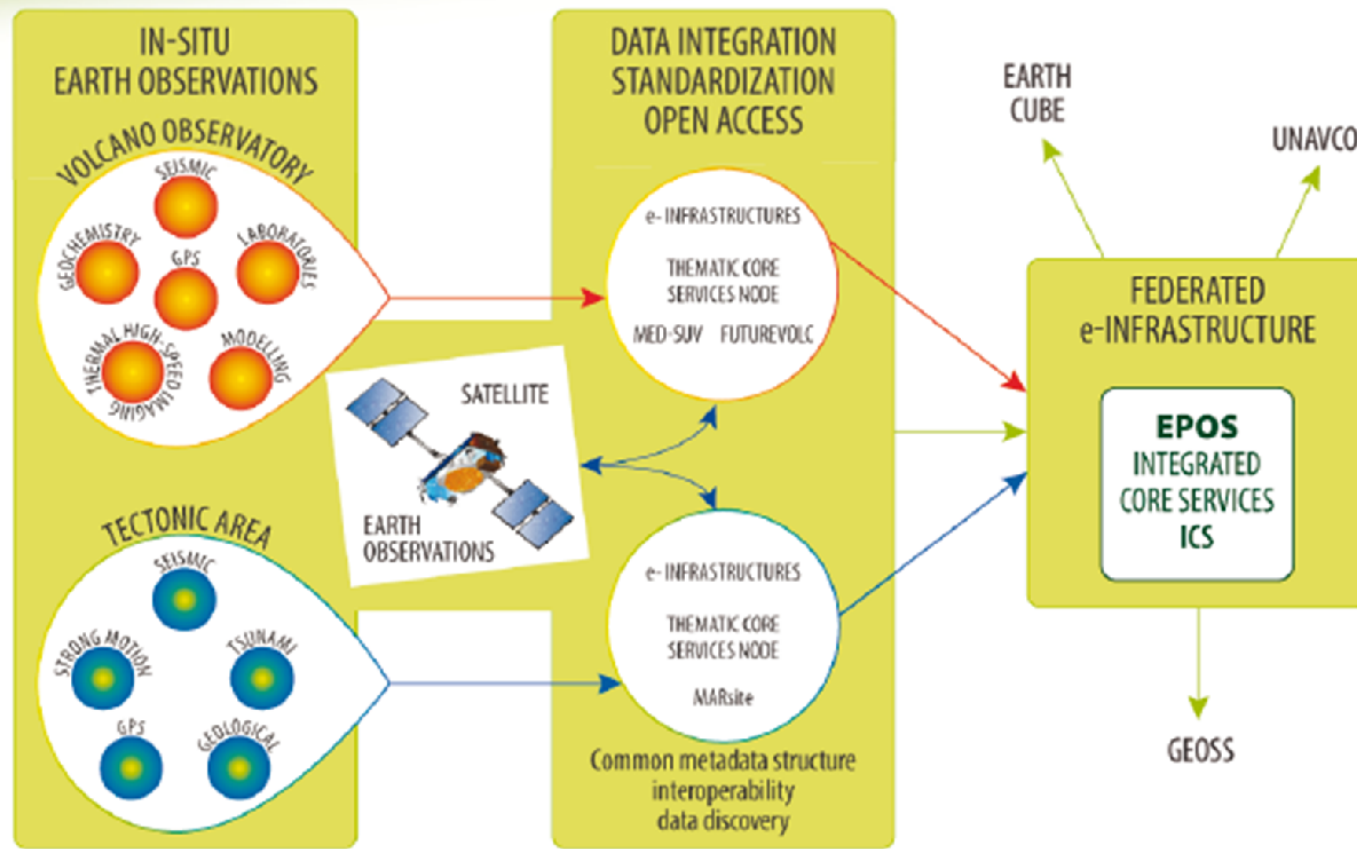 IN-SITU
EARTH OBSERVATIONS
VOLCANO OBSERVATORY
SEISMIC
GEOCHEMISTRY
GPS
LABORATORIES
THERMAL HIGH-SPEED IMAGING
MODELLING
TECTONIC AREA
SEISMIC
STRONG MOTION
TSUNAMI
GPS
GEOLOGICAL
SATELLITE
EARTH
OBSERVATIONS
DATA INTEGRATION
STANDARDIZATION
OPEN ACCESS
e- INFRASTRUCTURES
THEMATIC CORE
SERVICES NODE
MED-SUV FUTUREVOLC
e- INFRASTRUCTURES
THEMATIC CORE
SERVICES NODE
MARsite
Common metadata structure
interoperability
data discovery
EARTH
CUBE
UNAVCO
FEDERATED
e-INFRASTRUCTURE
EPOS
INTEGRATED
CORE SERVICES
ICS
GEOSS